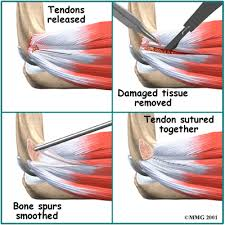 Tendons
released
Damaged tissue
removed
Bone spurs
smoothed
Tendon sutured
together
©MMG 2001